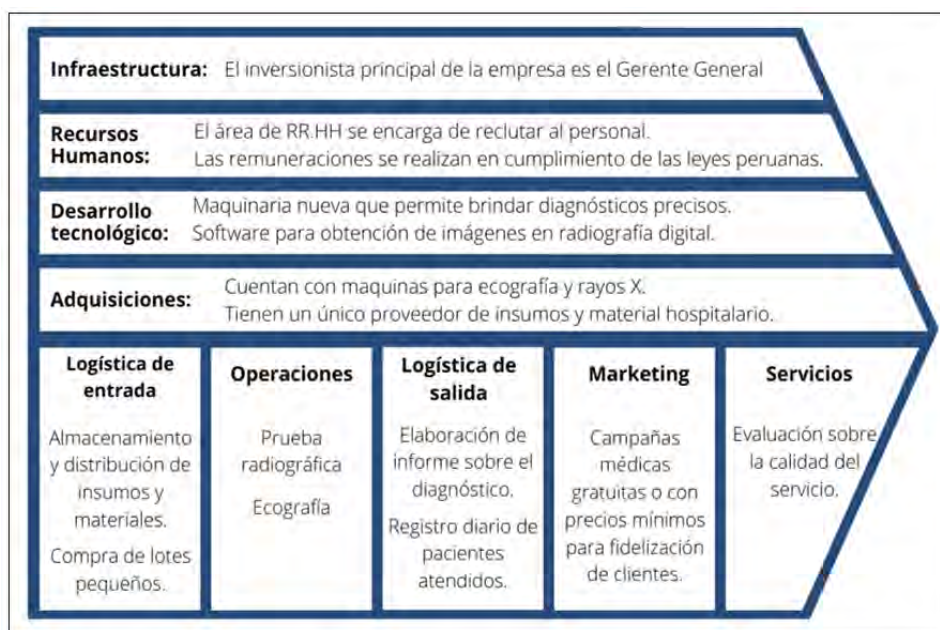 Infraestructura: El inversionista principal de la empresa es el Gerente General
Recursos Humanos:
El área de RR.HH se encarga de reclutar al personal.
Las remuneraciones se realizan en cumplimiento de las leyes peruanas.
Desarrollo tecnológico:
Maquinaria nueva que permite brindar diagnósticos precisos.
Software para obtención de imágenes en radiografía digital.
Adquisiciones:
Cuentan con maquinas para ecografía y rayos X.
Tienen un único proveedor de insumos y material hospitalario.
Logística de
entrada
Almacenamiento
y distribución de
insumos y
materiales.
Compra de lotes
pequeños.
Operaciones
Prueba
radiográfica
Ecografía
Logística de
salida
Elaboración de
informe sobre el
diagnóstico.
Registro diario de
pacientes
atendidos.
Marketing
Campañas
médicas
gratuitas o con
precios mínimos
para fidelización
de clientes.
Servicios
Evaluación sobre
la calidad del
servicio.